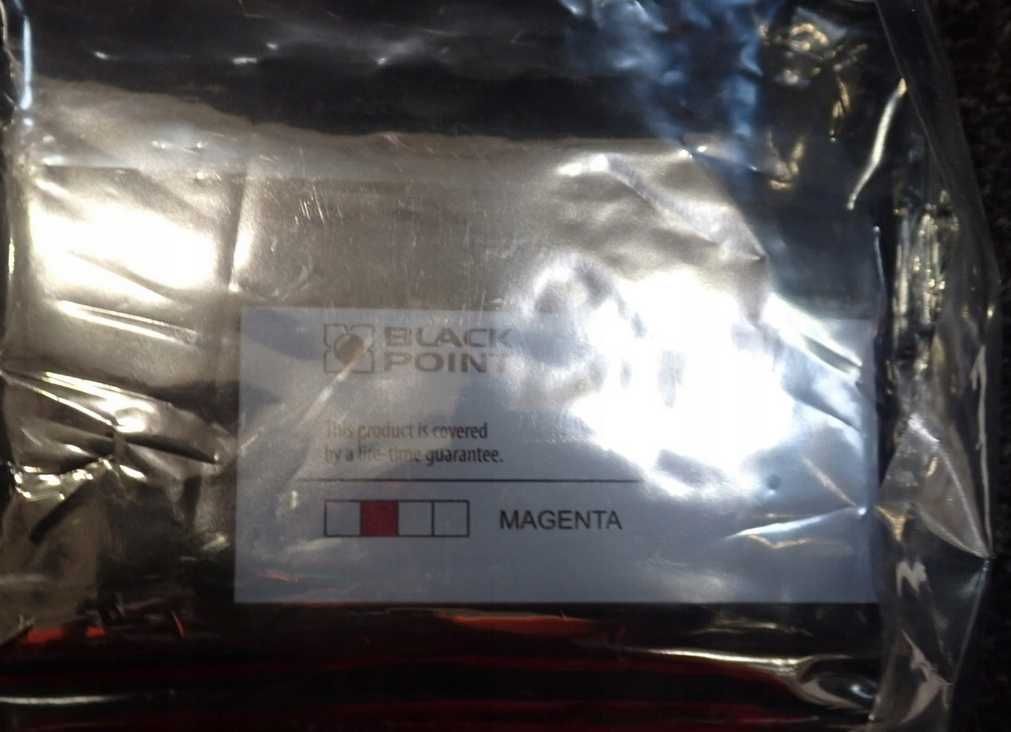 BLACK
POINT
This product is covered
by a life-time guarantee.
MAGENTA